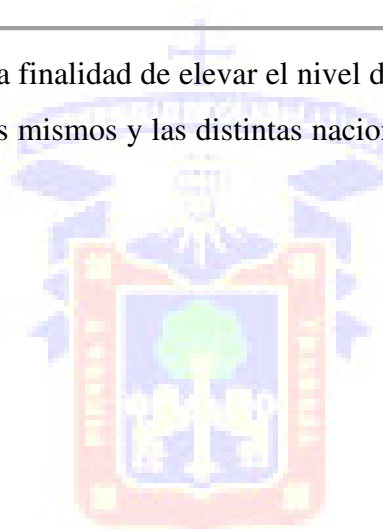 a finalidad de elevar el nivel d
s mismos y las distintas nacion